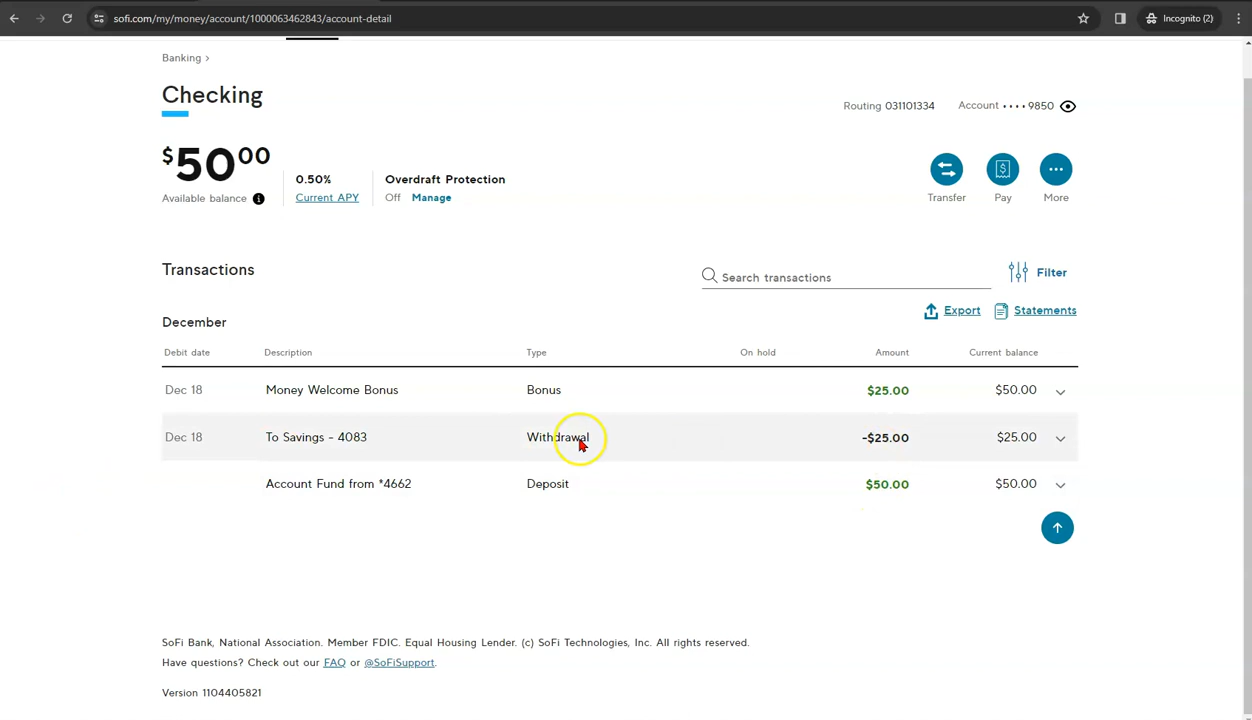 sofi.com/my/money/account/1000063462843/account-detail
Incognito (2)
Banking >
Checking
Routing 031101334 Account •••• 9850
$50.00
Available balance
0.50%
Current APY
Overdraft Protection
Off Manage
Transfer Pay More
Transactions
Search transactions
Filter
Export Statements
December
Debit date Description Type On hold Amount Current balance
Dec 18 Money Welcome Bonus Bonus $25.00 $50.00
Dec 18 To Savings - 4083 Withdrawal -$25.00 $25.00
Account Fund from *4662 Deposit $50.00 $50.00
SoFi Bank, National Association. Member FDIC. Equal Housing Lender. (c) SoFi Technologies, Inc. All rights reserved.
Have questions? Check out our FAQ or @SoFiSupport.
Version 1104405821